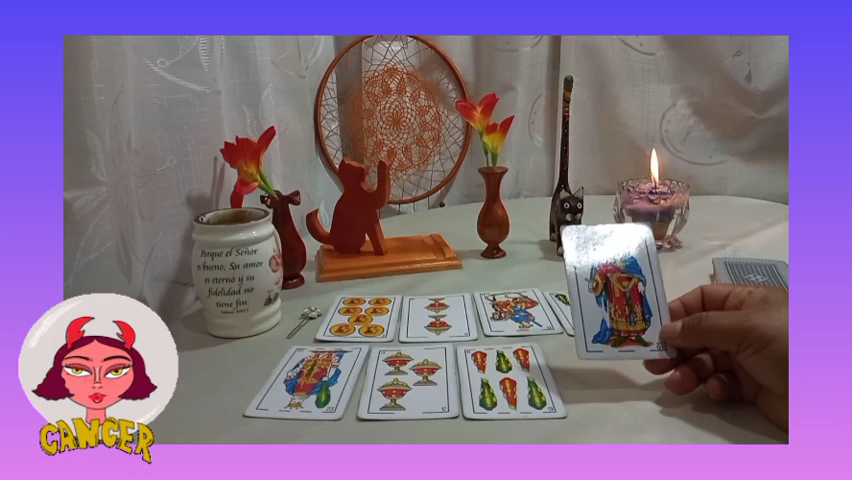 Porque el Señor
es bueno; Su amor
es eterno y su
fidelidad no
tiene fin.
CANCER